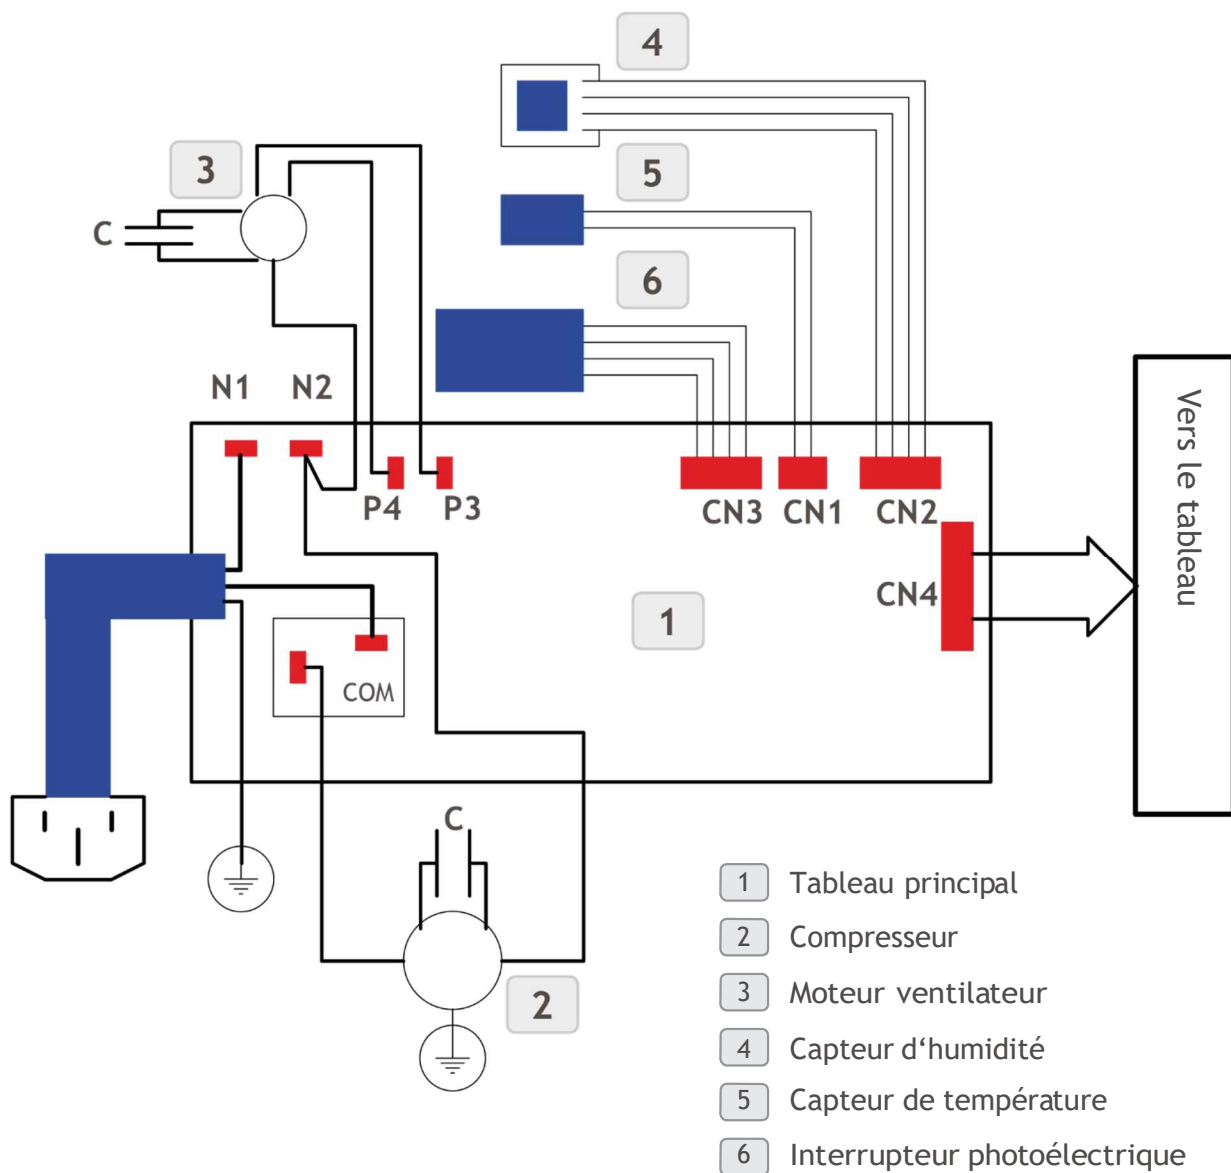 4
3
5
C
6
N1
N2
Vers le tableau
P4
P3
CN3
CN1
CN2
CN4
1
COM
C
2
1 Tableau principal
2 Compresseur
3 Moteur ventilateur
4 Capteur d‘humidité
5 Capteur de température
6 Interrupteur photoélectrique